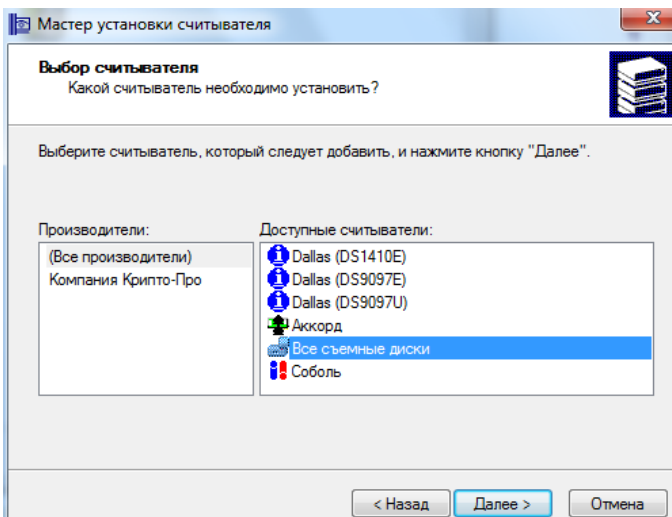 Мастер установки считывателя
Выбор считывателя
Какой считыватель необходимо установить?
Выберите считыватель, который следует добавить, и нажмите кнопку "Далее".
Производители:
(Все производители)
Компания Крипто-Про
Доступные считыватели:
Dallas (DS1410E)
Dallas (DS9097E)
Dallas (DS9097U)
Аккорд
Все съемные диски
Соболь
< Назад
Далее >
Отмена